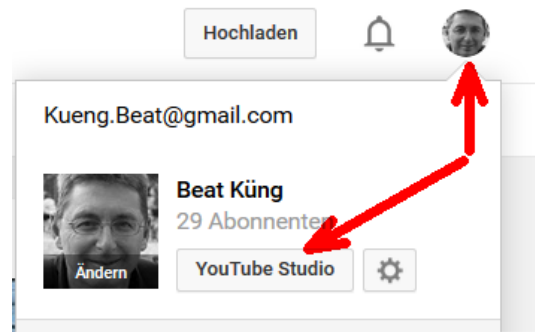 Hochladen
Kueng.Beat@gmail.com
Beat Küng
29 Abonnenten
Ändern
YouTube Studio